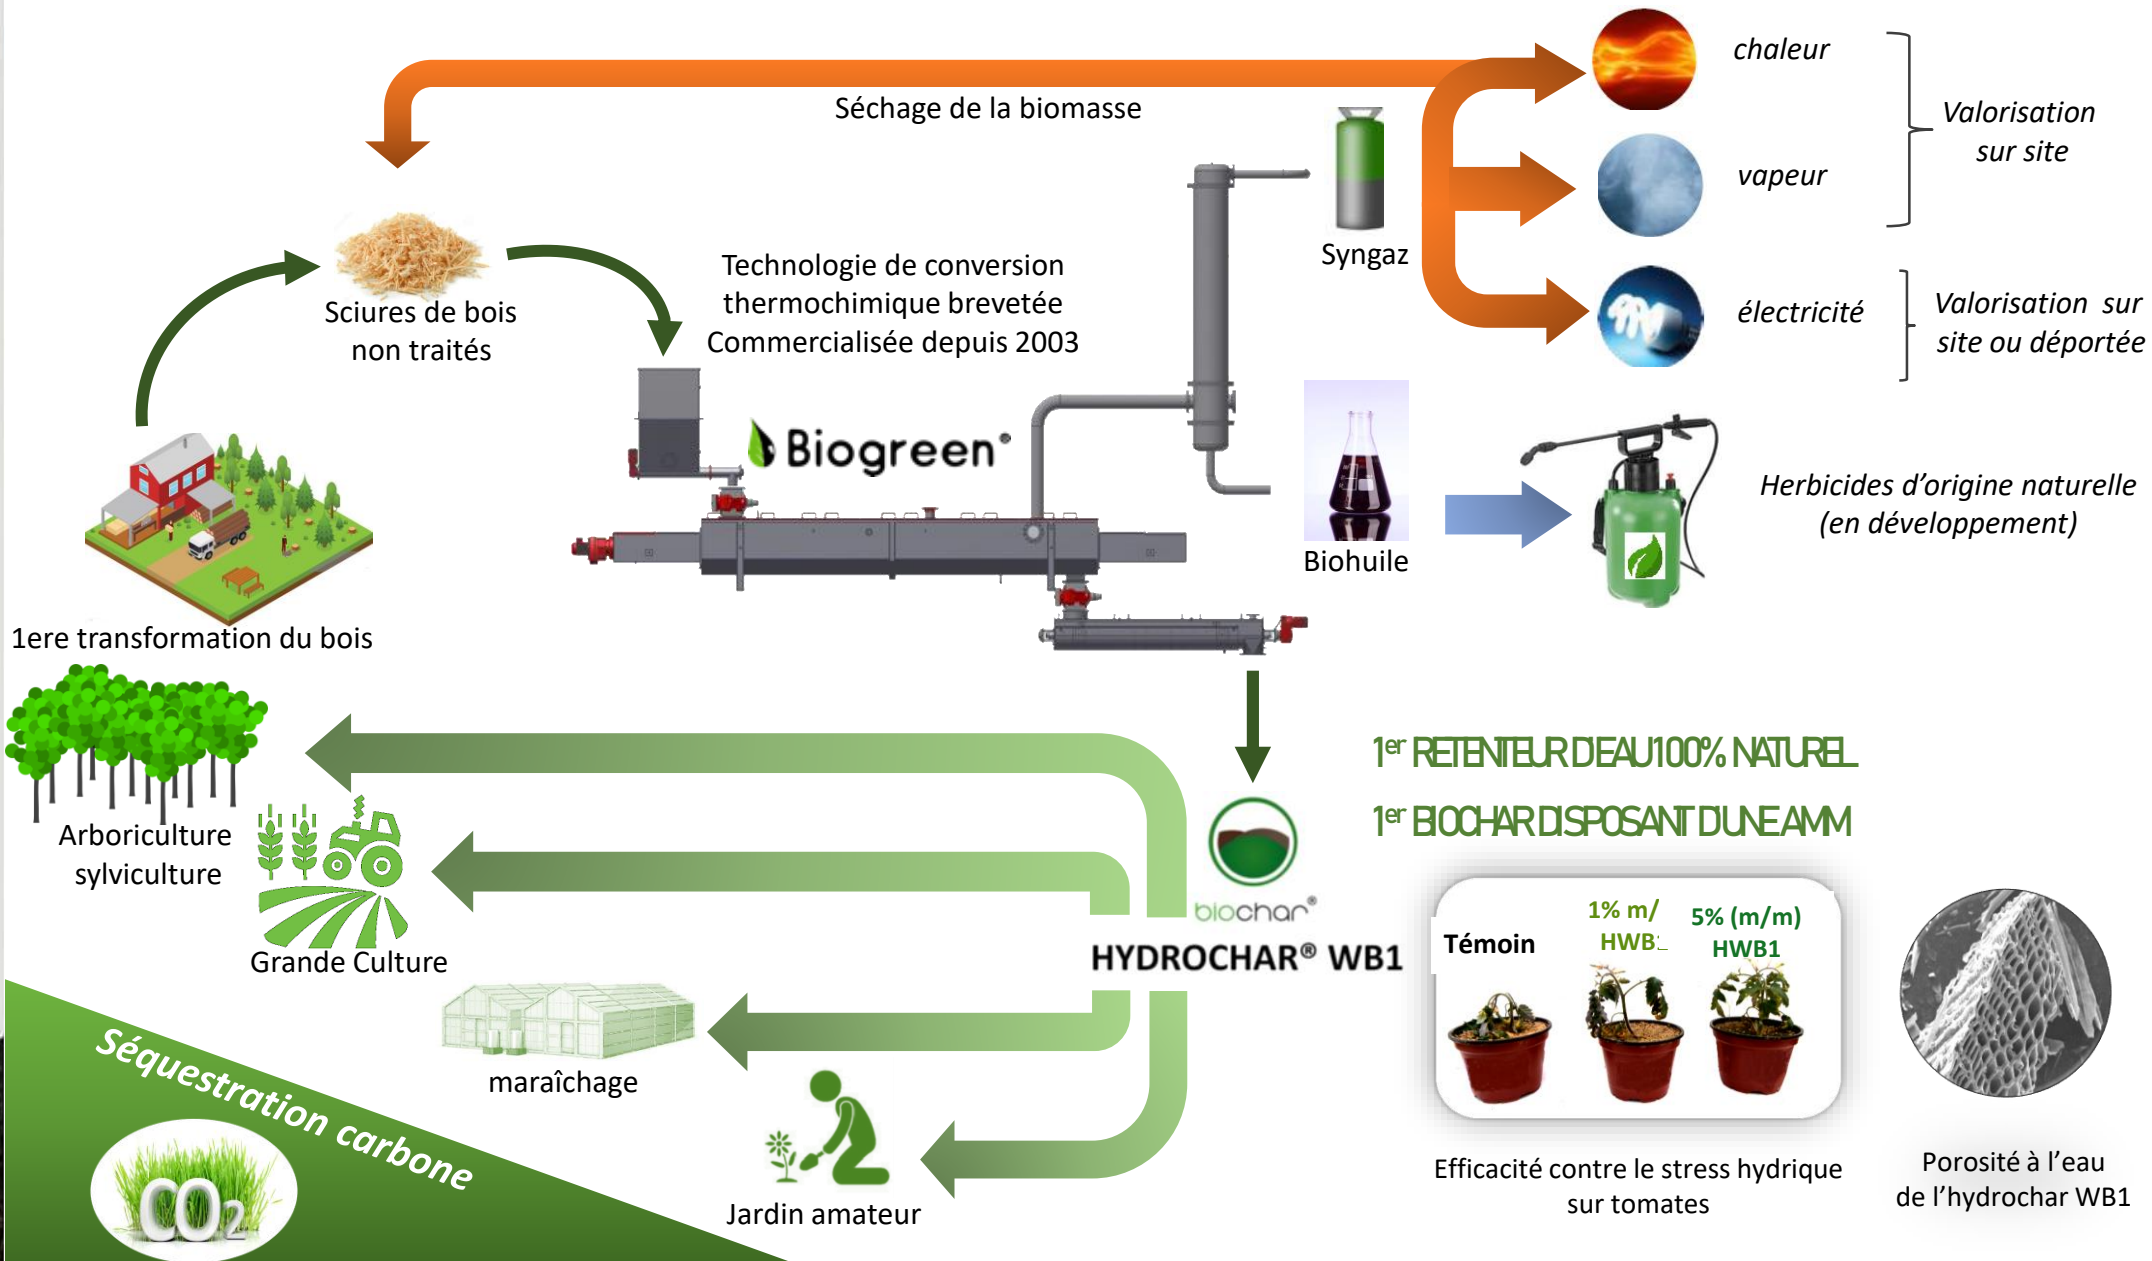 chaleur
Séchage de la biomasse
Valorisation
sur site
vapeur
Syngaz
Technologie de conversion
thermochimique brevetée
Commercialisée depuis 2003
Sciures de bois
non traités
électricité
Valorisation sur
site ou déportée
Biogreen®
Herbicides d'origine naturelle
(en développement)
Biohuile
1ere transformation du bois
1er RETENTEUR D'EAU 100% NATUREL
1er BIOCHAR DISPOSANT D'UNE AMM
Arboriculture
sylviculture
biochar®
HYDROCHAR® WB1
Grande Culture
Témoin
1% m/
HWB
5% (m/m)
HWB1
maraîchage
Séquestration carbone
CO2
Jardin amateur
Efficacité contre le stress hydrique
sur tomates
Porosité à l'eau
de l'hydrochar WB1